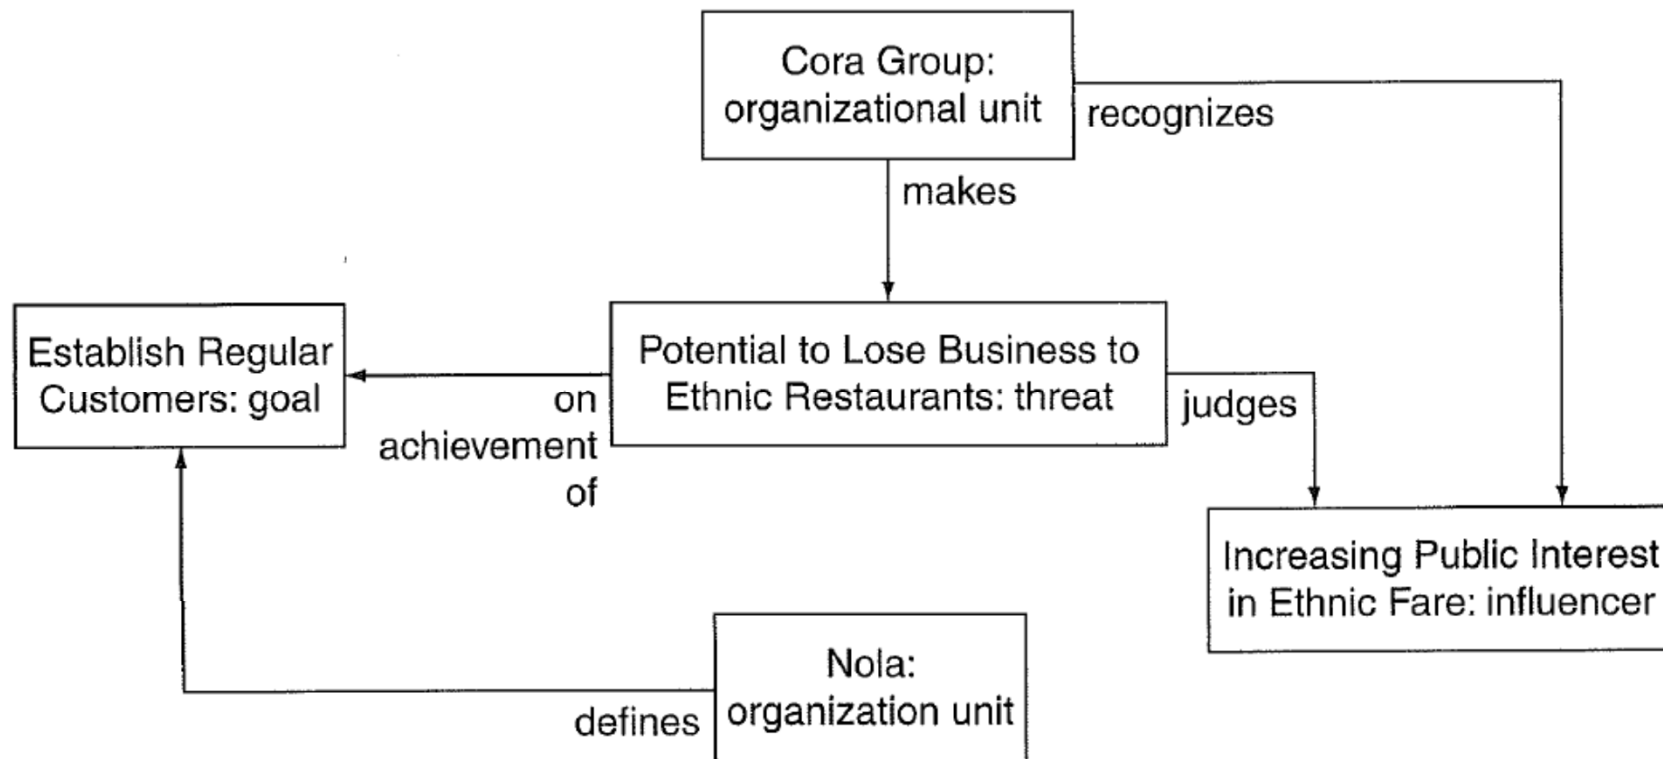 Cora Group:
organizational unit
recognizes
makes
Establish Regular
Customers: goal
on
achievement
of
Potential to Lose Business to
Ethnic Restaurants: threat
judges
Increasing Public Interest
in Ethnic Fare: influencer
Nola:
organization unit
defines